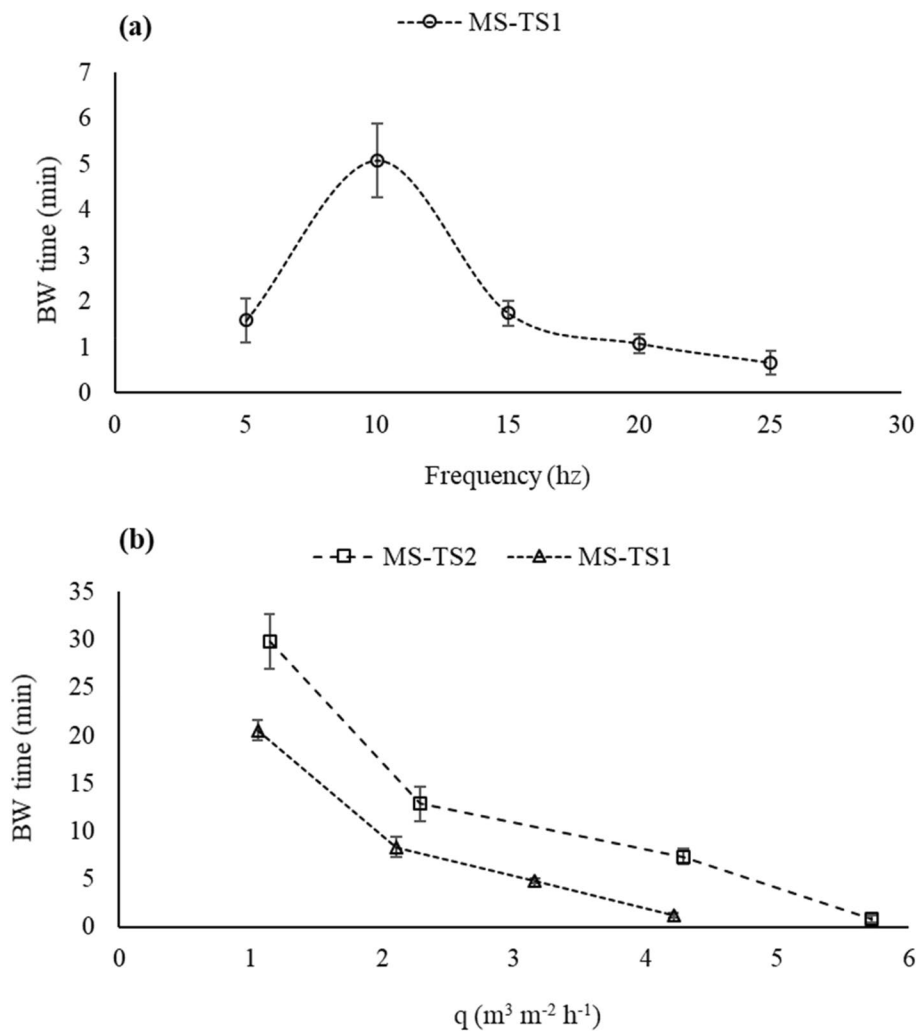 (a)
MS-TS1
7
6
5
4
3
2
1
0
BW time (min)
0 5 10 15 20 25 30
Frequency (hz)
(b)
MS-TS2 MS-TS1
35
30
25
20
15
10
5
0
BW time (min)
0 1 2 3 4 5 6
q (m³ m⁻² h⁻¹)